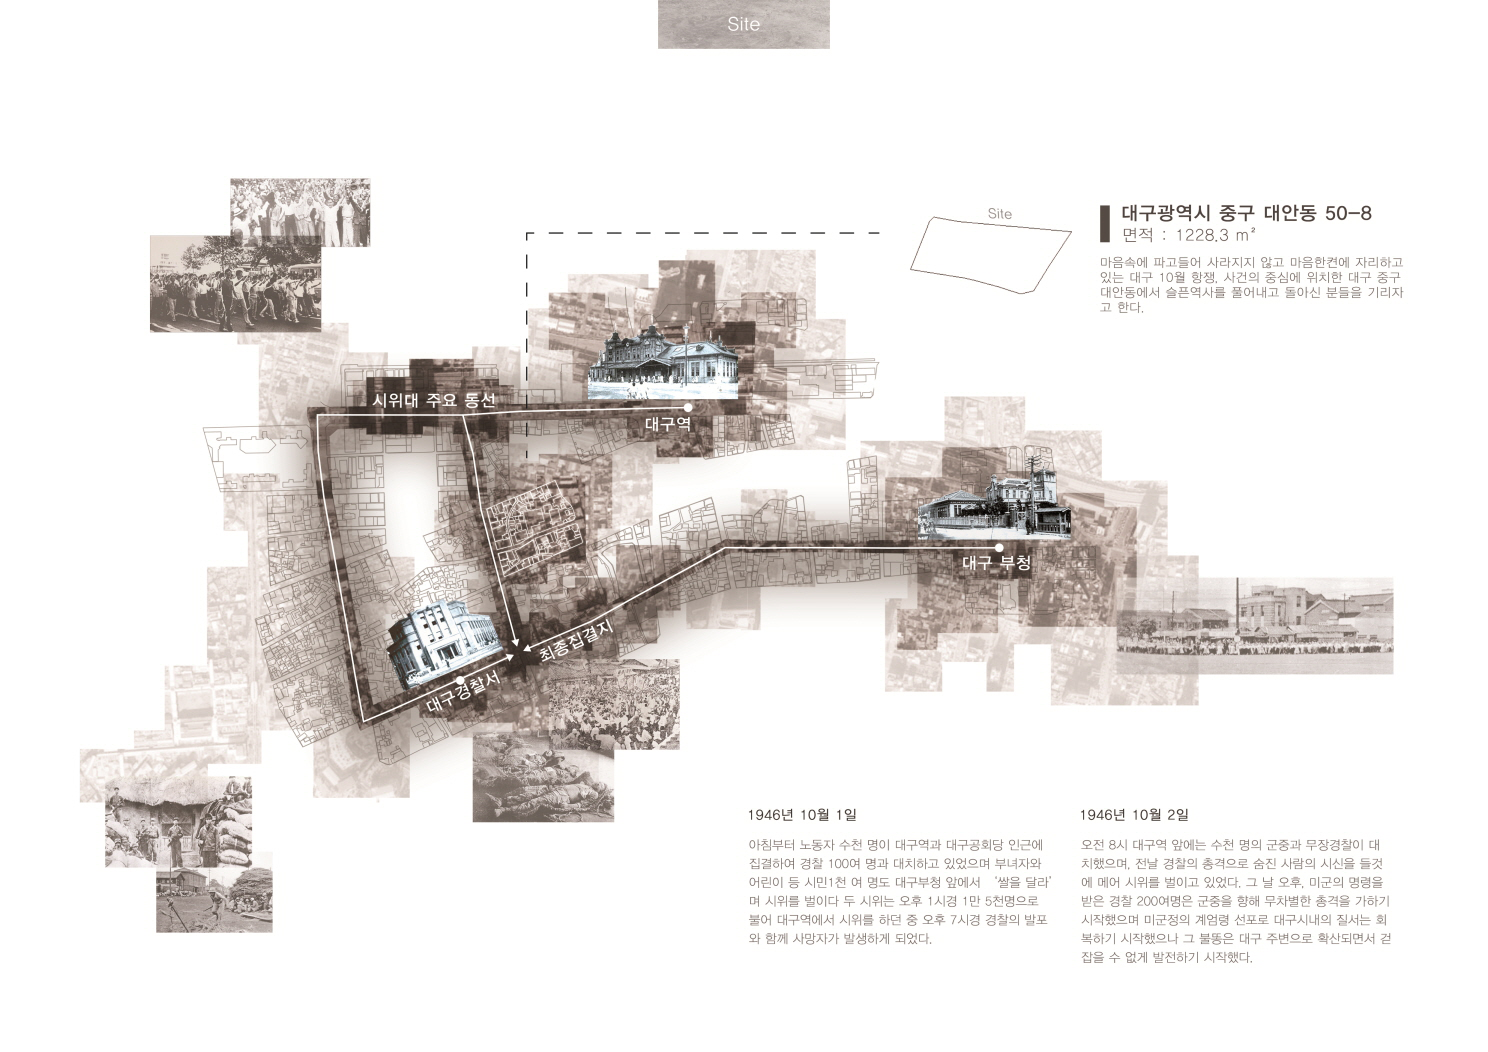 Site
Site
대구광역시 중구 대안동 50-8
면적 : 1228.3 m²
마음속에 파고들어 사라지지 않고 마음한켠에 자리하고
있는 대구 10월 항쟁, 사건의 중심에 위치한 대구 중구
대안동에서 슬픈역사를 풀어내고 돌아신 분들을 기리자
고 한다.
시위대 주요 동선
대구역
대구 부청
최종집결지
대구경찰서
1946년 10월 1일
아침부터 노동자 수천 명이 대구역과 대구공회당 인근에
집결하여 경찰 100여 명과 대치하고 있었으며 부녀자와
어린이 등 시민1천 여 명도 대구부청 앞에서 '쌀을 달라'
며 시위를 벌이다 두 시위는 오후 1시경 1만 5천명으로
불어 대구역에서 시위를 하던 중 오후 7시경 경찰의 발포
와 함께 사망자가 발생하게 되었다.
1946년 10월 2일
오전 8시 대구역 앞에는 수천 명의 군중과 무장경찰이 대
치했으며, 전날 경찰의 총격으로 숨진 사람의 시신을 들것
에 메어 시위를 벌이고 있었다. 그 날 오후, 미군의 명령을
받은 경찰 200여명은 군중을 향해 무차별한 총격을 가하기
시작했으며 미군정의 계엄령 선포로 대구시내의 질서는 회
복하기 시작했으나 그 불똥은 대구 주변으로 확산되면서 걷
잡을 수 없게 발전하기 시작했다.